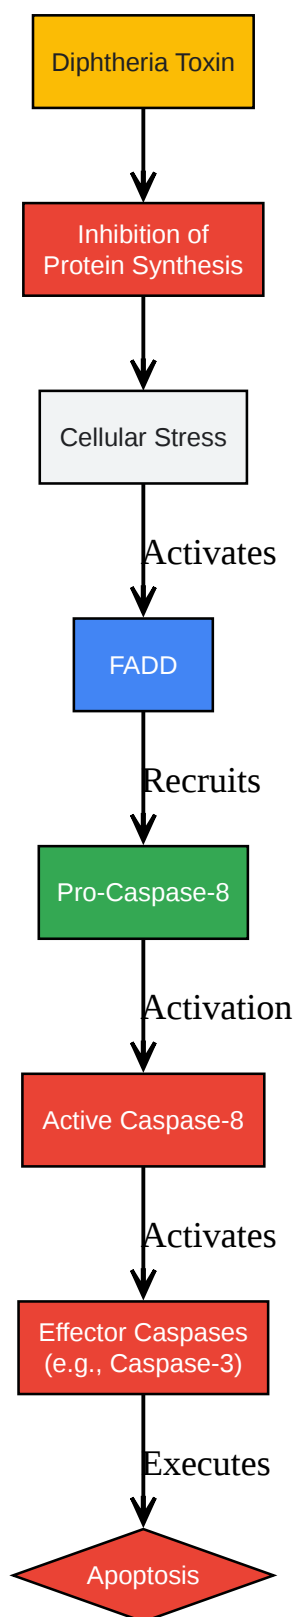 Diphtheria Toxin
Inhibition of
Protein Synthesis
Cellular Stress
Activates
FADD
Recruits
Pro-Caspase-8
Activation
Active Caspase-8
Activates
Effector Caspases
(e.g., Caspase-3)
Executes
Apoptosis